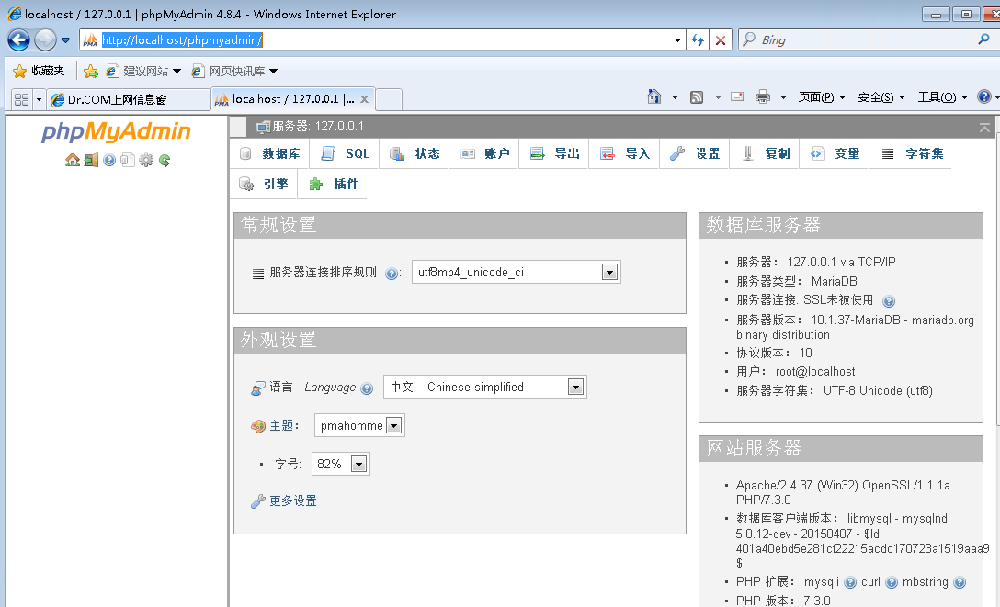 localhost / 127.0.0.1 | phpMyAdmin 4.8.4 - Windows Internet Explorer
http://localhost/phpmyadmin/
Bing
收藏夹 建议网站 网页快讯库
Dr.COM上网信息窗 localhost / 127.0.0.1 |...
页面(P) 安全(S) 工具(O)
phpMyAdmin
服务器: 127.0.0.1
数据库 SQL 状态 账户 导出 导入 设置 复制 变量 字符集
引擎 插件
常规设置
服务器连接排序规则 : utf8mb4_unicode_ci
外观设置
语言 - Language 中文 - Chinese simplified
主题: pmahomme
• 字号: 82%
更多设置
数据库服务器
• 服务器: 127.0.0.1 via TCP/IP
• 服务器类型: MariaDB
• 服务器连接: SSL未被使用
• 服务器版本: 10.1.37-MariaDB - mariadb.org
binary distribution
• 协议版本: 10
• 用户: root@localhost
• 服务器字符集: UTF-8 Unicode (utf8)
网站服务器
• Apache/2.4.37 (Win32) OpenSSL/1.1.1a
PHP/7.3.0
• 数据库客户端版本: libmysql - mysqlnd
5.0.12-dev - 20150407 - $Id:
401a40ebd5e281cf22215acdc170723a1519aaa9
$
• PHP 扩展: mysqli curl mbstring
• PHP 版本: 7.3.0